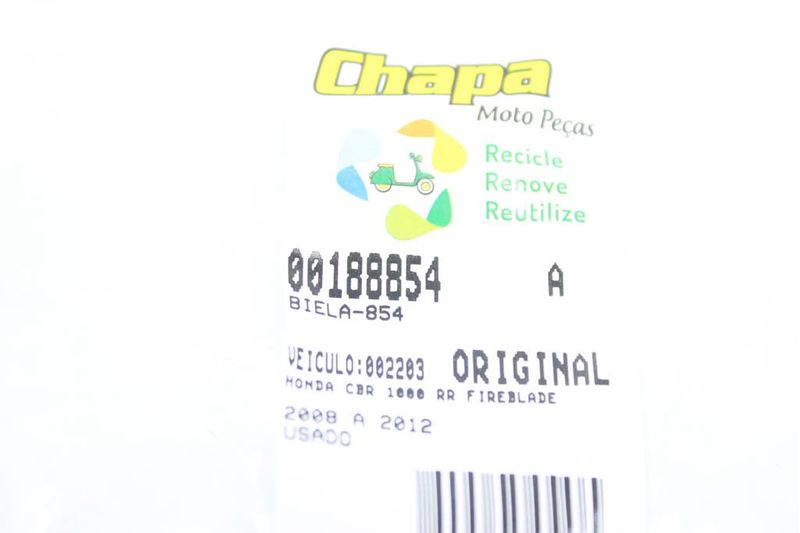 Chapa
Moto Peças
Recicle
Renove
Reutilize
00188854 A
BIELA-854
VEICULO:002203 ORIGINAL
HONDA CBR 1000 RR FIREBLADE
2008 A 2012
USADO